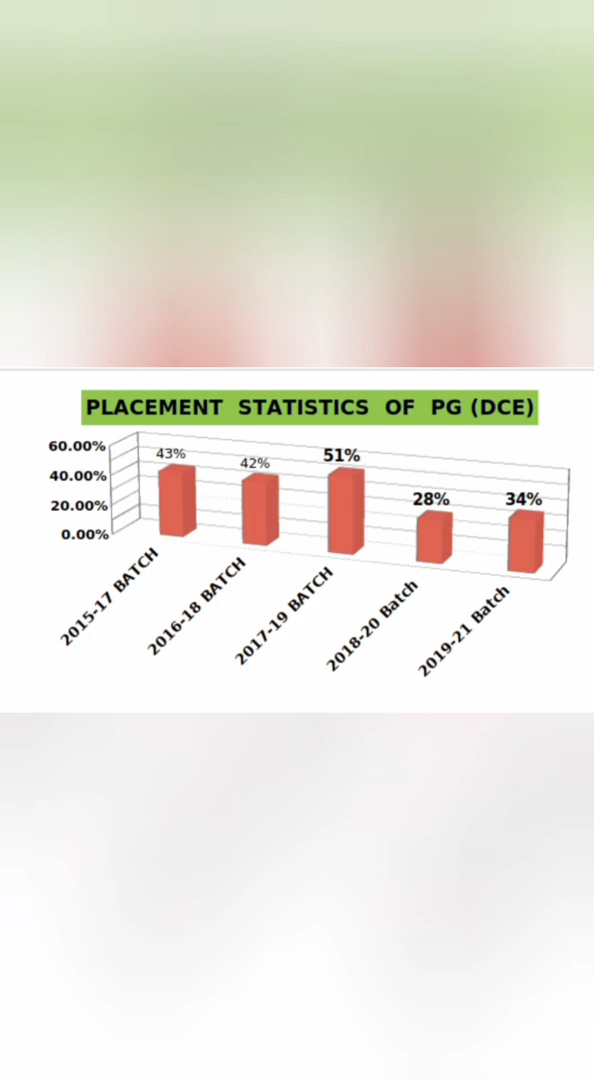 PLACEMENT STATISTICS OF PG (DCE)
60.00%
40.00%
20.00%
0.00%
43%
42%
51%
28%
34%
2015-17 BATCH
2016-18 BATCH
2017-19 BATCH
2018-20 Batch
2019-21 Batch